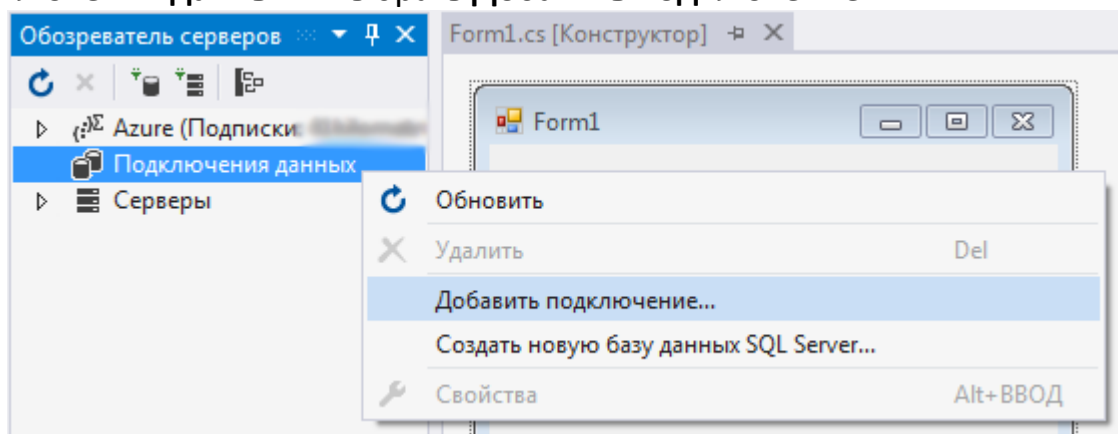 Обозреватель серверов
Form1.cs [Конструктор]
Azure (Подписки:
Form1
Подключения данных
Серверы
Обновить
Удалить Del
Добавить подключение...
Создать новую базу данных SQL Server...
Свойства Alt+ВВОД